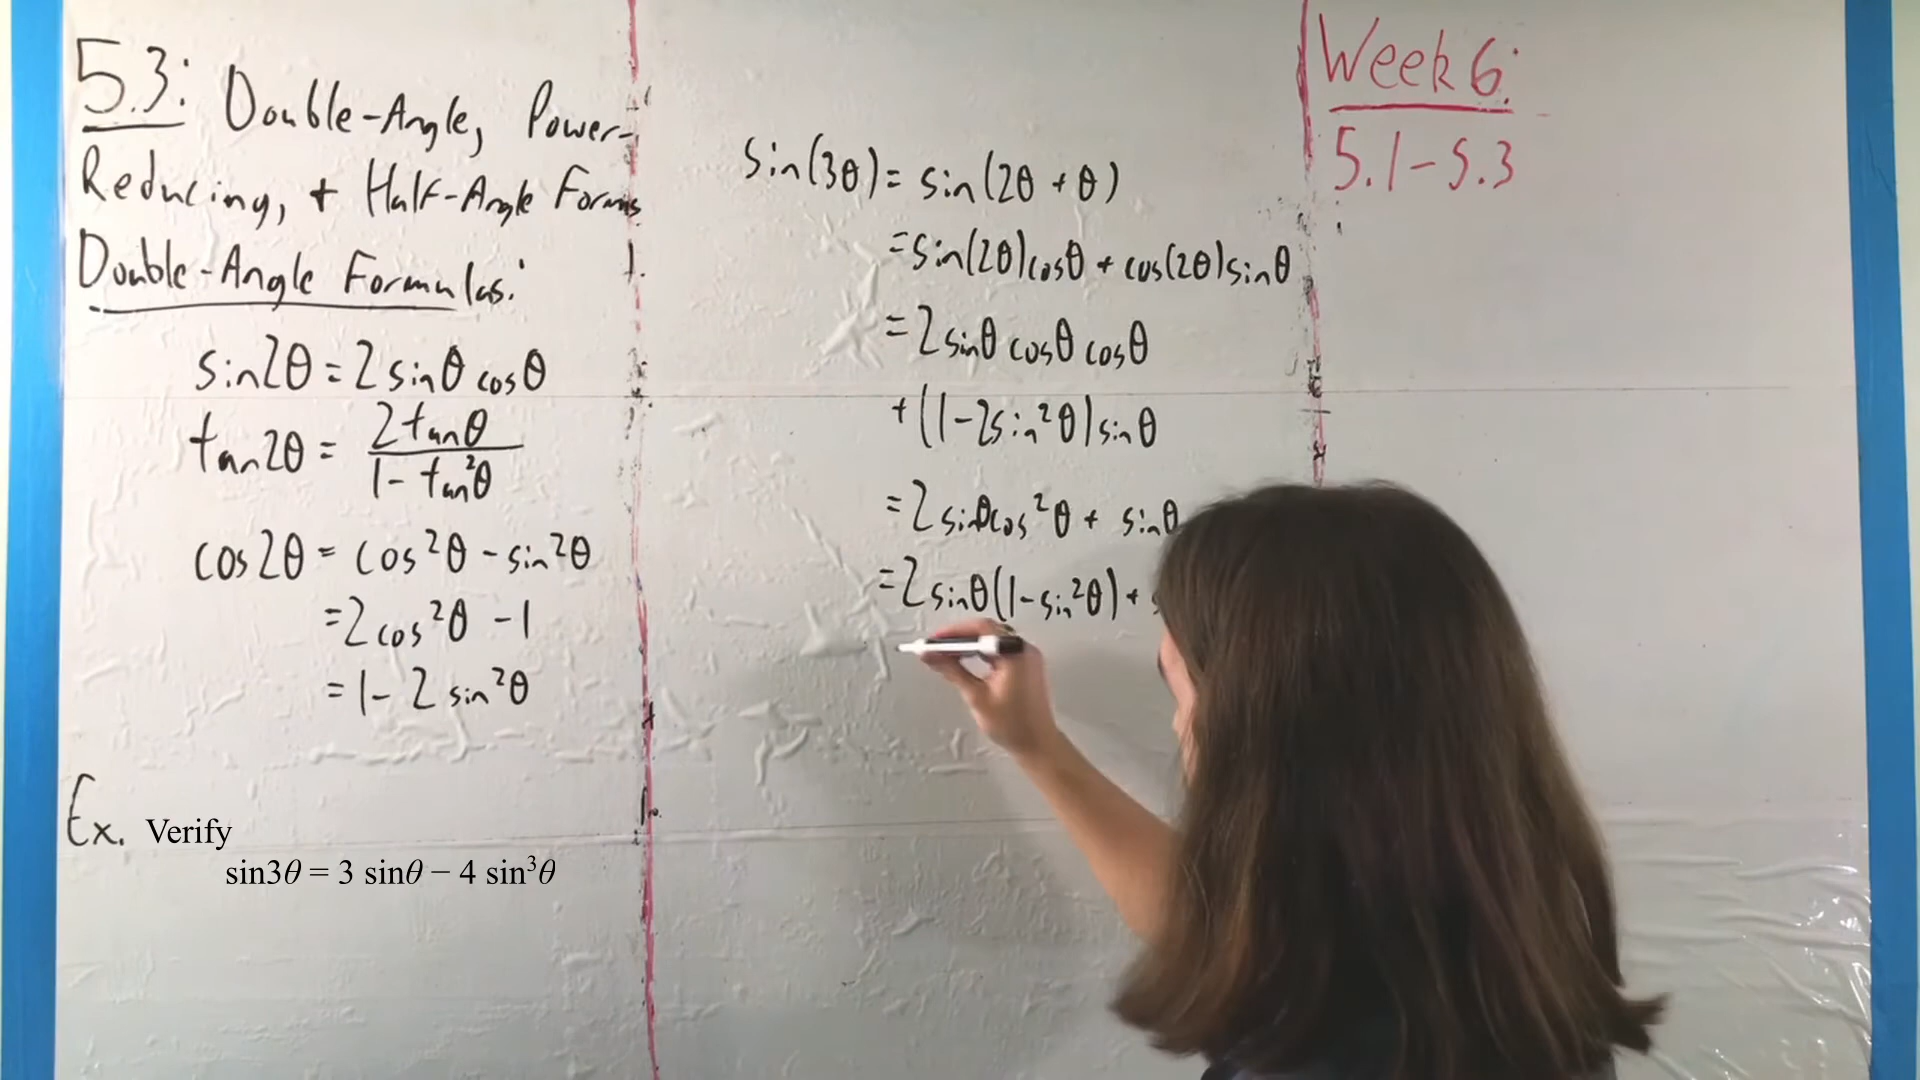 5.3: Double-Angle, Power-
Reducing, + Half-Angle Forms
Double-Angle Formulas:
sin2θ = 2 sinθ cosθ
tan2θ = 2tanθ / 1 - tan²θ
cos2θ = cos²θ - sin²θ
= 2cos²θ - 1
= 1 - 2 sin²θ
Ex. Verify
sin3θ = 3 sinθ − 4 sin³θ
sin(3θ) = sin(2θ + θ)
= sin(2θ)cosθ + cos(2θ)sinθ
= 2 sinθ cosθ cosθ
+ (1 - 2sin²θ) sinθ
= 2 sinθcos²θ + sinθ
= 2 sinθ(1 - sin²θ) +
Week 6:
5.1 - 5.3